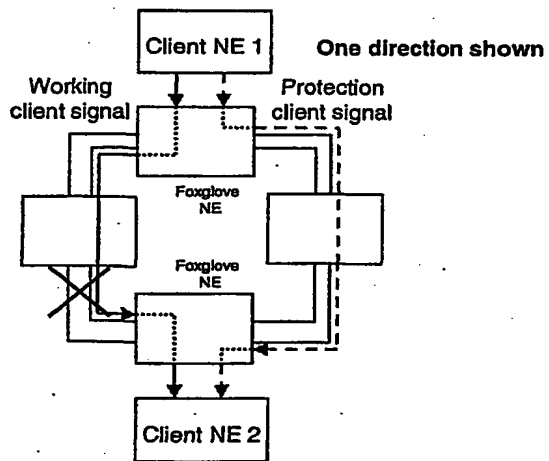 Client NE 1
One direction shown
Working
client signal
Protection
client signal
Foxglove
NE
Foxglove
NE
Client NE 2